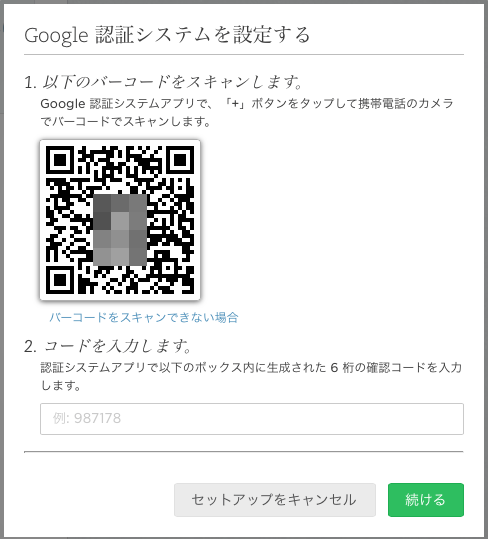 Google 認証システムを設定する
1. 以下のバーコードをスキャンします。
Google 認証システムアプリで、「+」ボタンをタップして携帯電話のカメラ
でバーコードでスキャンします。
バーコードをスキャンできない場合
2. コードを入力します。
認証システムアプリで以下のボックス内に生成された 6 桁の確認コードを入力
します。
例: 987178
セットアップをキャンセル
続ける